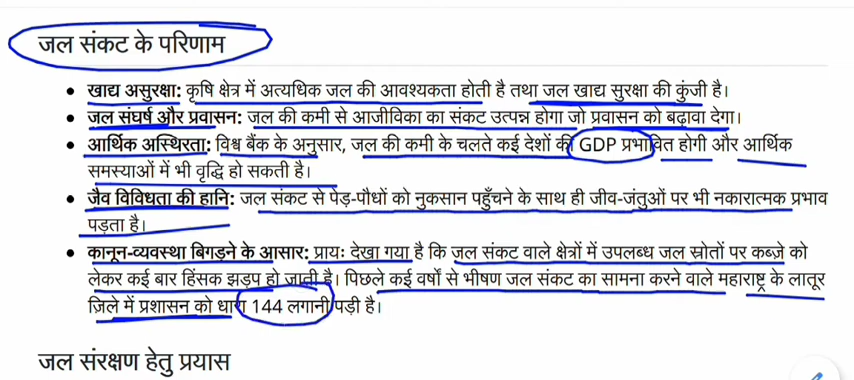 जल संकट के परिणाम
• खाद्य असुरक्षा: कृषि क्षेत्र में अत्यधिक जल की आवश्यकता होती है तथा जल खाद्य सुरक्षा की कुंजी है।
• जल संघर्ष और प्रवासन: जल की कमी से आजीविका का संकट उत्पन्न होगा जो प्रवासन को बढ़ावा देगा।
• आर्थिक अस्थिरता: विश्व बैंक के अनुसार, जल की कमी के चलते कई देशों की GDP प्रभावित होगी और आर्थिक
समस्याओं में भी वृद्धि हो सकती है।
• जैव विविधता की हानि: जल संकट से पेड़-पौधों को नुकसान पहुँचने के साथ ही जीव-जंतुओं पर भी नकारात्मक प्रभाव
पड़ता है।
• कानून-व्यवस्था बिगड़ने के आसार: प्रायः देखा गया है कि जल संकट वाले क्षेत्रों में उपलब्ध जल स्रोतों पर कब्ज़े को
लेकर कई बार हिंसक झड़प हो जाती है। पिछले कई वर्षों से भीषण जल संकट का सामना करने वाले महाराष्ट्र के लातूर
ज़िले में प्रशासन को धारा 144 लगानी पड़ी है।
जल संरक्षण हेतु प्रयास